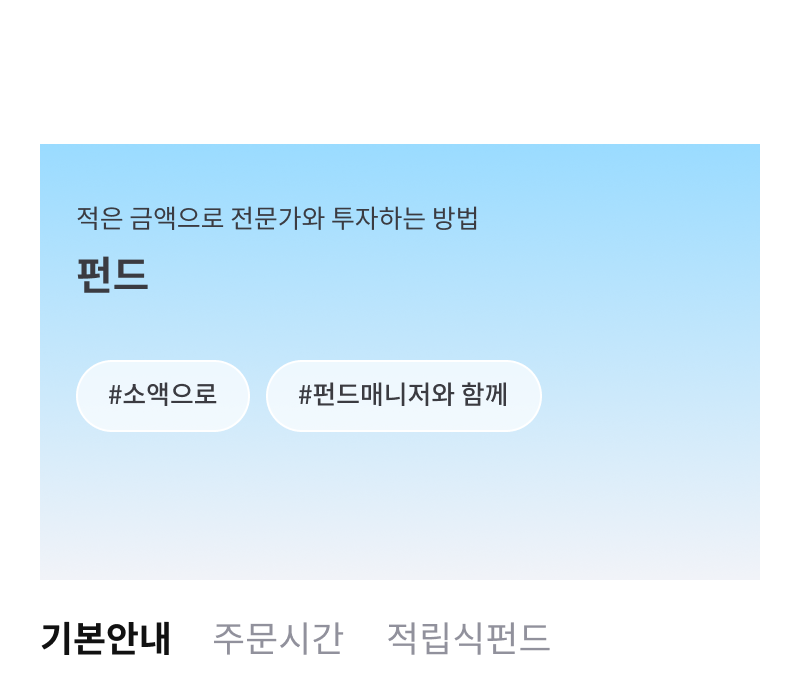 적은 금액으로 전문가와 투자하는 방법
펀드
#소액으로 #펀드매니저와 함께
기본안내 주문시간 적립식펀드